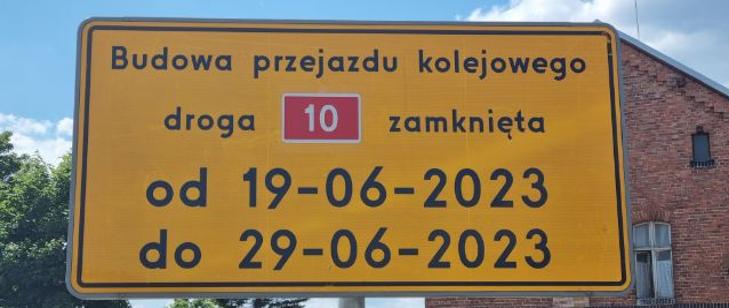 Budowa przejazdu kolejowego
droga 10 zamknięta
od 19-06-2023
do 29-06-2023